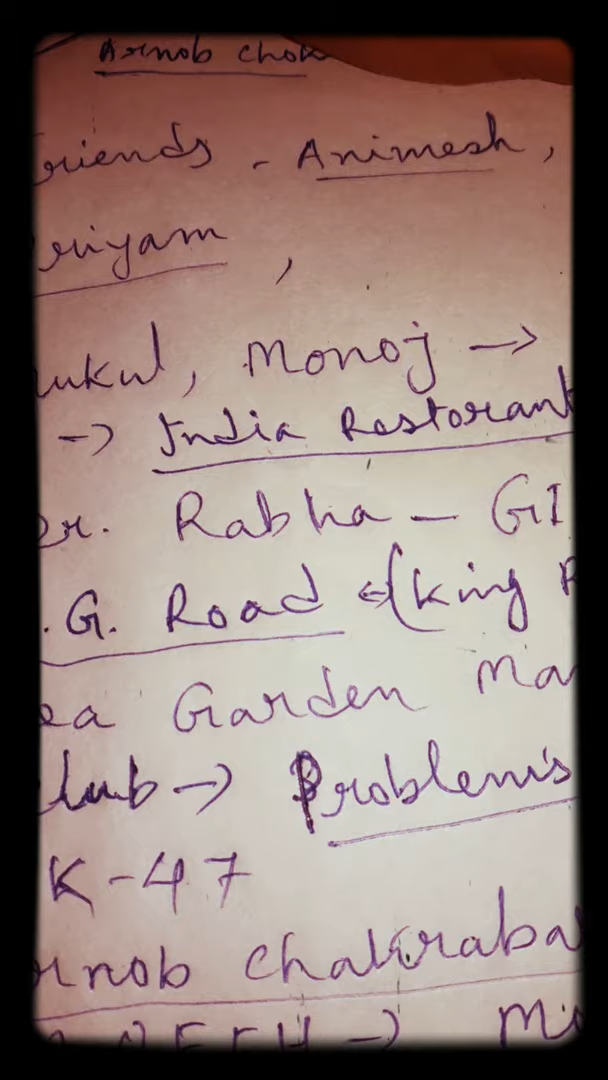 Arnob Chok
riends - Animesh,
riyam,
ukul, Monoj →
→ India Restorant
er. Rabha - GI
.G. Road ←(King R
ea Garden Ma
lub → Problems
K-47
rnob Chakraba